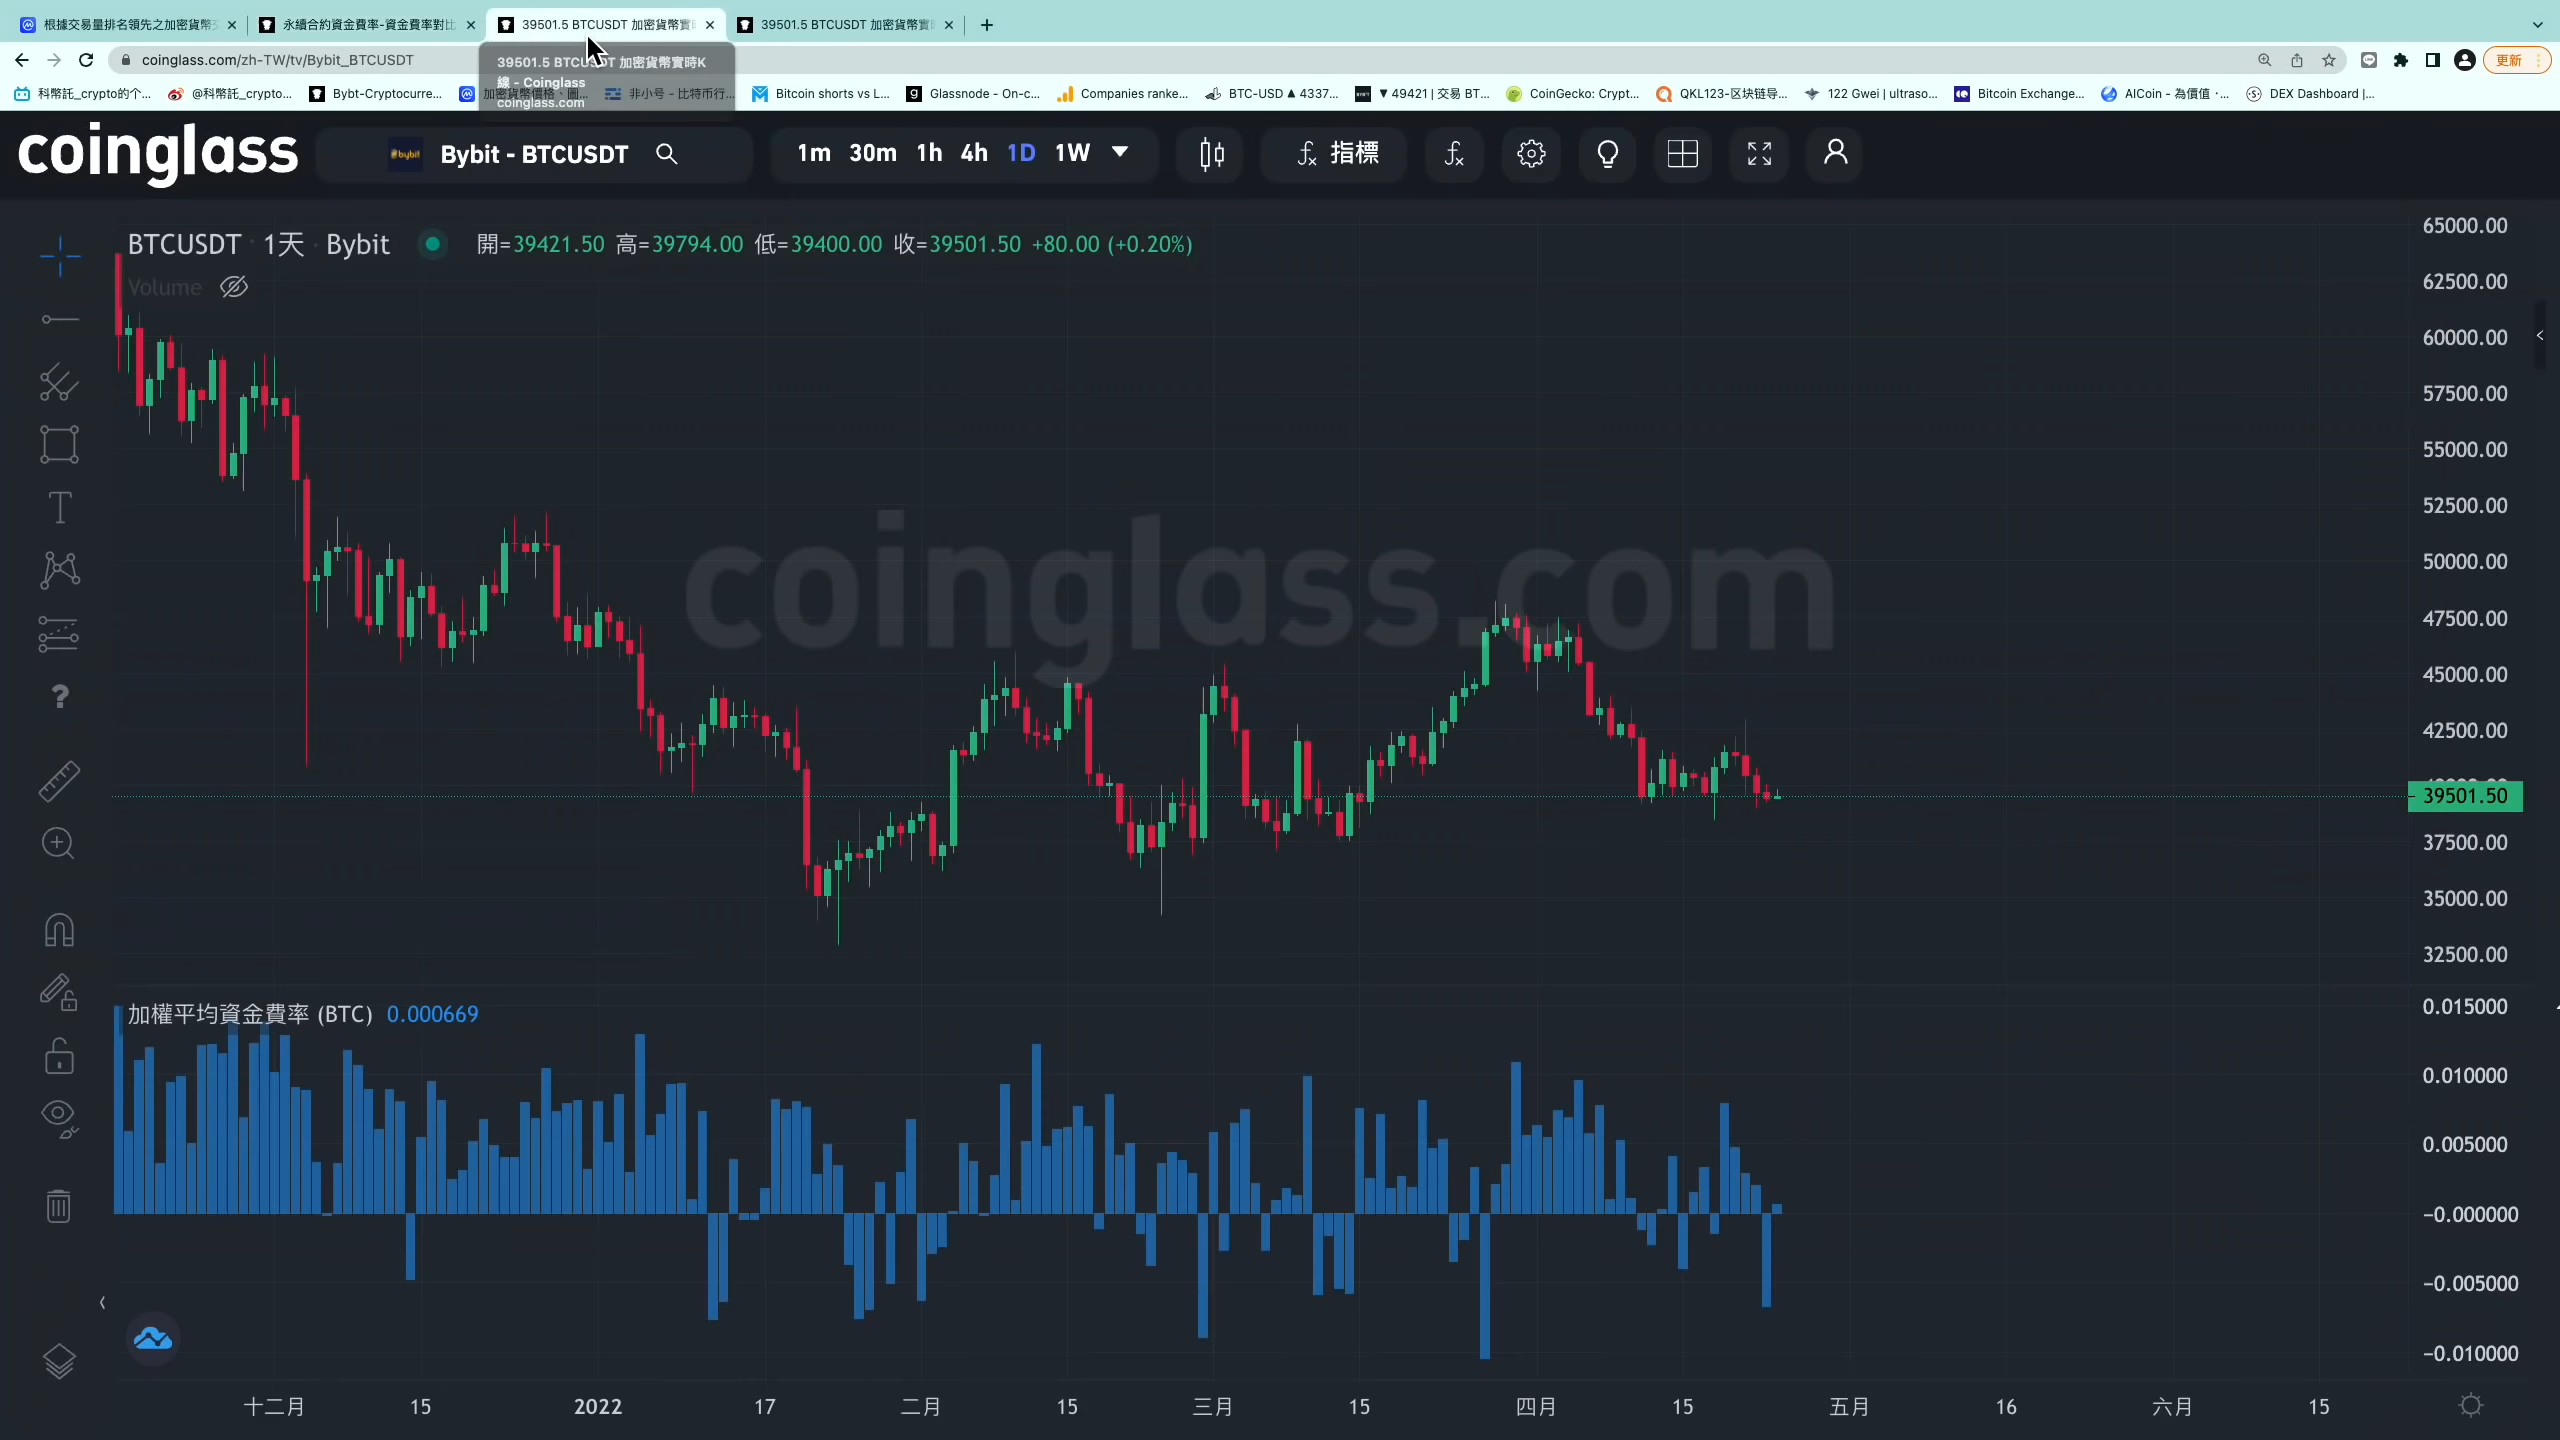 根據交易量排名領先之加密貨幣交
永續合約資金費率-資金費率對比
39501.5 BTCUSDT 加密貨幣實時
39501.5 BTCUSDT 加密貨幣實時
coinglass.com/zh-TW/tv/Bybit_BTCUSDT
更新
39501.5 BTCUSDT 加密貨幣實時K
線 - Coinglass
coinglass.com
科幣託_crypto的个...
@科幣託_crypto...
Bybt-Cryptocurre...
加密貨幣價格、圖...
非小号 - 比特币行...
Bitcoin shorts vs L...
Glassnode - On-c...
Companies ranke...
BTC-USD ▲ 4337...
▼ 49421 | 交易 BT...
CoinGecko: Crypt...
QKL123-区块链导...
122 Gwei | ultraso...
Bitcoin Exchange...
AICoin - 為價值 ·...
DEX Dashboard |...
coinglass
Bybit - BTCUSDT
1m 30m 1h 4h 1D 1W
指標
BTCUSDT · 1天 · Bybit
開=39421.50 高=39794.00 低=39400.00 收=39501.50 +80.00 (+0.20%)
Volume
coinglass.com
65000.00
62500.00
60000.00
57500.00
55000.00
52500.00
50000.00
47500.00
45000.00
42500.00
39501.50
37500.00
35000.00
32500.00
加權平均資金費率 (BTC) 0.000669
0.015000
0.010000
0.005000
−0.000000
−0.005000
−0.010000
十二月 15 2022 17 二月 15 三月 15 四月 15 五月 16 六月 15